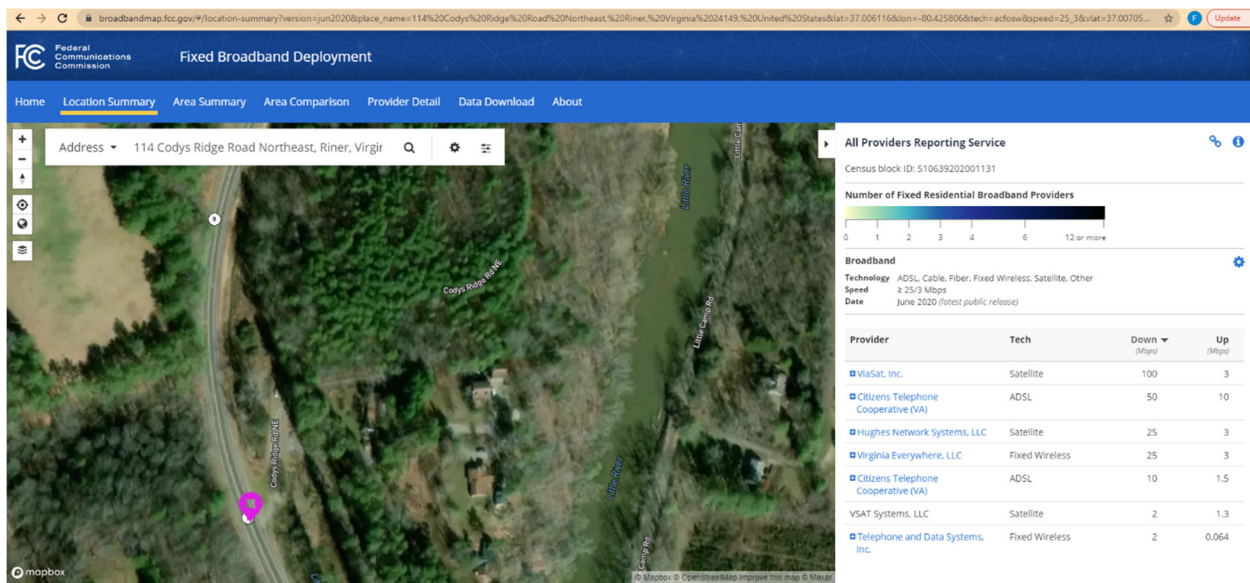 broadbandmap.fcc.gov/#/location-summary?version=jun2020&place_name=114%20Codys%20Ridge%20Road%20Northeast,%20Riner,%20Virginia%2024149,%20United%20States&lat=37.006116&lon=-80.425806&tech=acfosw&speed=25_3&vlat=37.00705...
F
Update
FCC
Federal
Communications
Commission
Fixed Broadband Deployment
Home Location Summary Area Summary Area Comparison Provider Detail Data Download About
Address 114 Codys Ridge Road Northeast, Riner, Virgir
8
Codys Ridge Rd NE
Codys Ridge Rd NE
Little River
Little River
Little Camp Rd
Little Cam
Camp Rd
Little
mapbox
© Mapbox © OpenStreetMap Improve this map © Maxar
All Providers Reporting Service
Census block ID: 510639202001131
Number of Fixed Residential Broadband Providers
0 1 2 3 4 6 12 or more
Broadband
Technology ADSL, Cable, Fiber, Fixed Wireless, Satellite, Other
Speed ≥ 25/3 Mbps
Date June 2020 (latest public release)
Provider Tech Down (Mbps) Up (Mbps)
ViaSat, Inc. Satellite 100 3
Citizens Telephone Cooperative (VA) ADSL 50 10
Hughes Network Systems, LLC Satellite 25 3
Virginia Everywhere, LLC Fixed Wireless 25 3
Citizens Telephone Cooperative (VA) ADSL 10 1.5
VSAT Systems, LLC Satellite 2 1.3
Telephone and Data Systems, Inc. Fixed Wireless 2 0.064